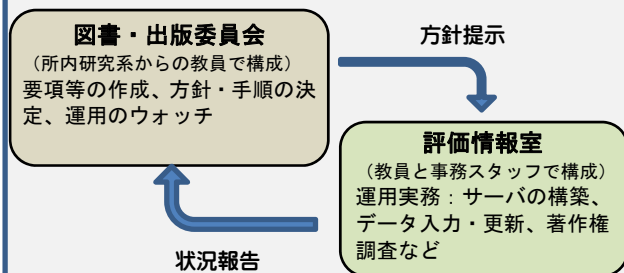 図書・出版委員会
（所内研究系からの教員で構成）
要項等の作成、方針・手順の決
定、運用のウォッチ
方針提示
評価情報室
（教員と事務スタッフで構成）
運用実務：サーバの構築、
データ入力・更新、著作権
調査など
状況報告